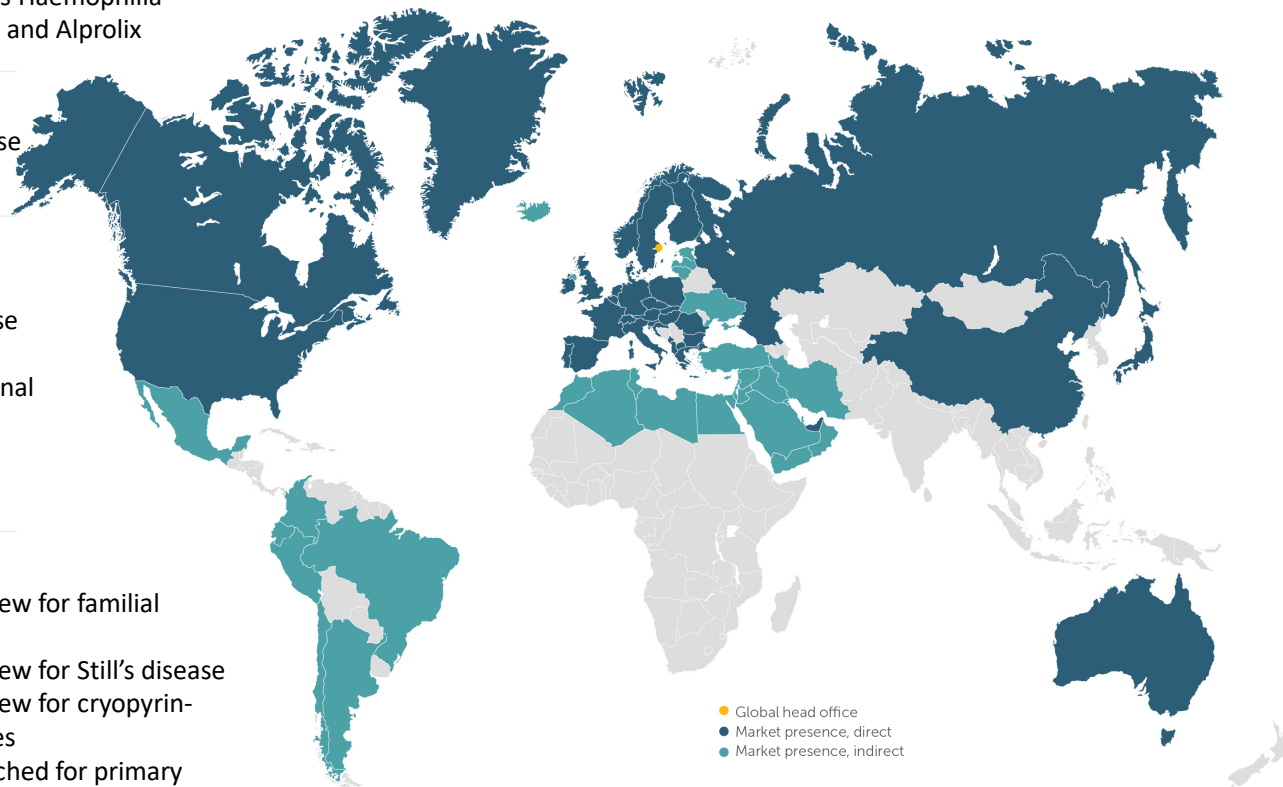 s Haemophilia
and Alprolix
se
se
nal
ew for familial
ew for Still's disease
ew for cryopyrin-
es
ched for primary
Global head office
Market presence, direct
Market presence, indirect